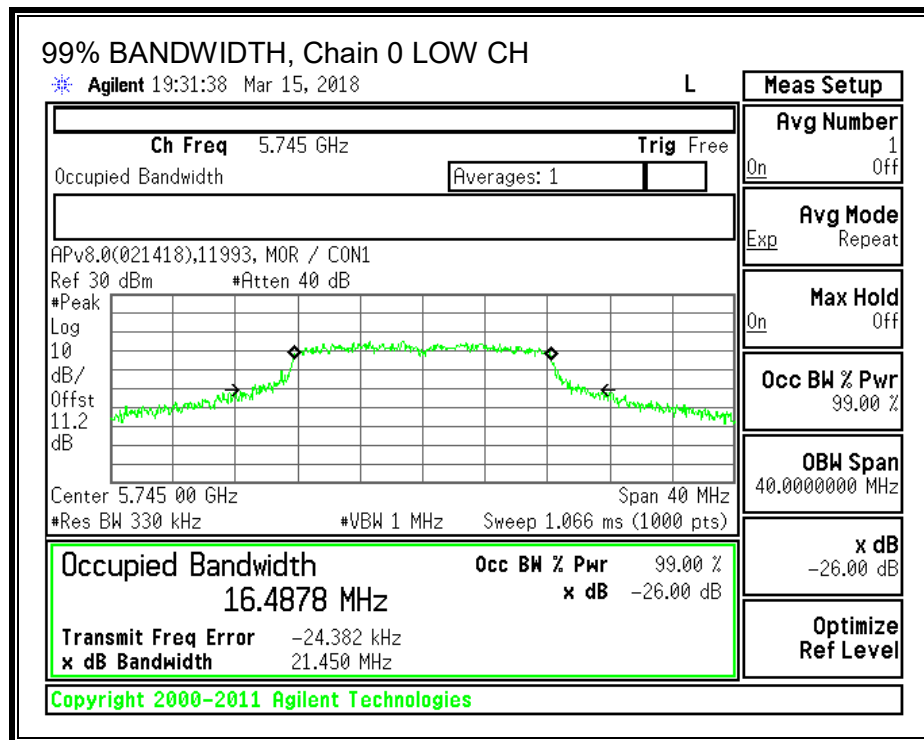 99% BANDWIDTH, Chain 0 LOW CH
Agilent 19:31:38 Mar 15, 2018 L
Ch Freq 5.745 GHz Trig Free
Occupied Bandwidth Averages: 1
APv8.0(021418),11993, MOR / CON1
Ref 30 dBm #Atten 40 dB
#Peak
Log
10
dB/
Offst
11.2
dB
Center 5.745 00 GHz Span 40 MHz
#Res BW 330 kHz #VBW 1 MHz Sweep 1.066 ms (1000 pts)
Occupied Bandwidth Occ BW % Pwr 99.00 %
16.4878 MHz x dB -26.00 dB
Transmit Freq Error -24.382 kHz
x dB Bandwidth 21.450 MHz
Copyright 2000-2011 Agilent Technologies
Meas Setup
Avg Number
1
On Off
Avg Mode
Exp Repeat
Max Hold
On Off
Occ BW % Pwr
99.00 %
OBW Span
40.0000000 MHz
x dB
-26.00 dB
Optimize
Ref Level